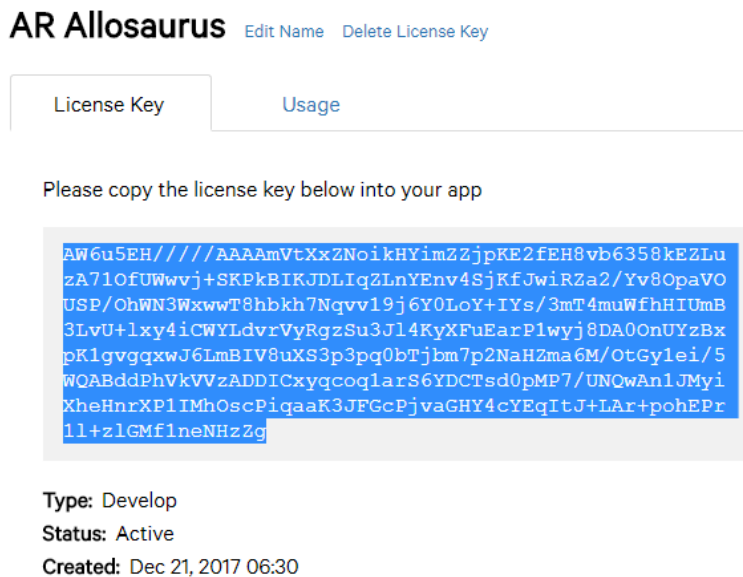 AR Allosaurus Edit Name Delete License Key
License Key Usage
Please copy the license key below into your app
AW6u5EH/////AAAAmVtXxZNoikHYimZZjpKE2fEH8vb6358kEZLu
zA71OfUWwvj+SKPkBIKJDLIqZLnYEnv4SjKfJwiRZa2/Yv8OpaVO
USP/OhWN3WxwwT8hbkh7Nqvv19j6Y0LoY+IYs/3mT4muWfhHIUmB
3LvU+lxy4iCWYLdvrVyRgzSu3Jl4KyXFuEarP1wyj8DA0OnUYzBx
pK1gvgqxwJ6LmBIV8uXS3p3pq0bTjbm7p2NaHZma6M/OtGy1ei/5
WQABddPhVkVVzADDICxyqcoq1arS6YDCTsd0pMP7/UNQwAn1JMyi
XheHnrXP1IMhOscPiqaaK3JFGcPjvaGHY4cYEqItJ+LAr+pohEPr
1l+zlGMf1neNHzZg
Type: Develop
Status: Active
Created: Dec 21, 2017 06:30